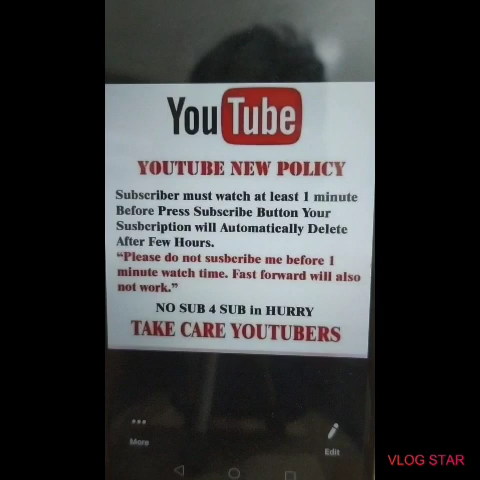 YouTube
YOUTUBE NEW POLICY
Subscriber must watch at least 1 minute
Before Press Subscribe Button Your
Susbcription will Automatically Delete
After Few Hours.
“Please do not susbcribe me before 1
minute watch time. Fast forward will also
not work.”
NO SUB 4 SUB in HURRY
TAKE CARE YOUTUBERS
More
Edit
VLOG STAR